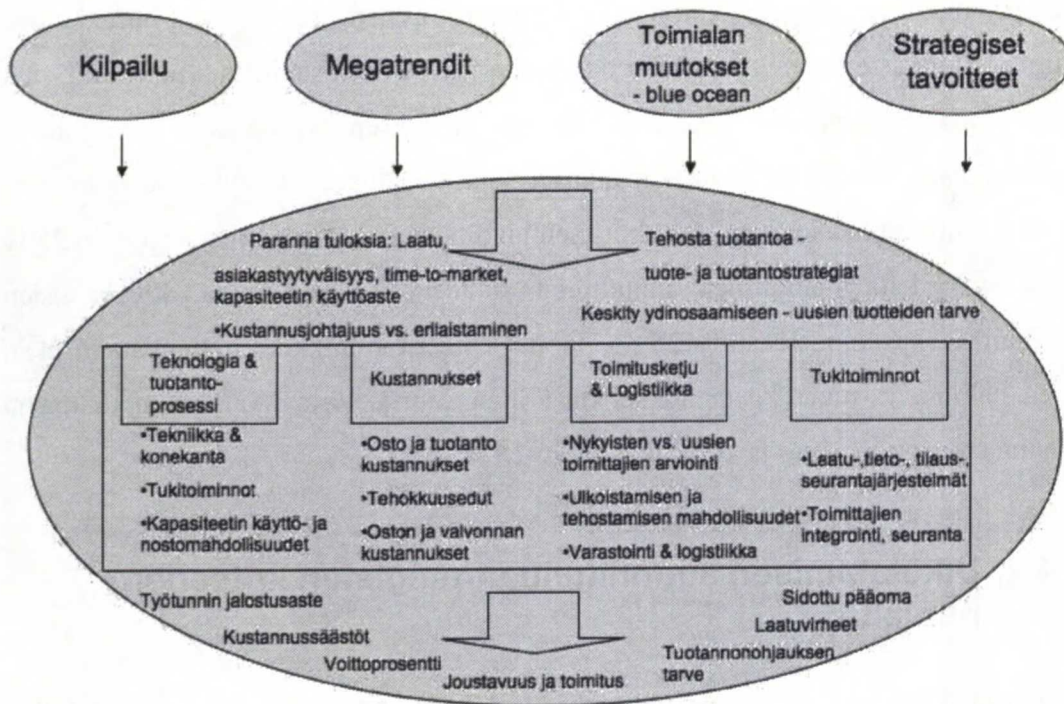 Kilpailu
Megatrendit
Toimialan
muutokset
- blue ocean
Strategiset
tavoitteet
Paranna tuloksia: Laatu,
asiakastyytyväisyys, time-to-market,
kapasiteetin käyttöaste
•Kustannusjohtajuus vs. erilaistaminen
Tehosta tuotantoa -
tuote- ja tuotantostrategiat
Keskity ydinosaamiseen - uusien tuotteiden tarve
Teknologia &
tuotanto-
prosessi
•Tekniikka &
konekanta
•Tukitoiminnot
•Kapasiteetin käyttö- ja
nostomahdollisuudet
Kustannukset
•Osto ja tuotanto
kustannukset
•Tehokkuusedut
•Oston ja valvonnan
kustannukset
Toimitusketju
& Logistiikka
•Nykyisten vs. uusien
toimittajien arviointi
•Ulkoistamisen ja
tehostamisen mahdollisuudet
•Varastointi & logistiikka
Tukitoiminnot
•Laatu-,tieto-, tilaus-,
seurantajärjestelmät
•Toimittajien
integrointi, seuranta
Työtunnin jalostusaste
Kustannussäästöt
Voittoprosentti
Joustavuus ja toimitus
Sidottu pääoma
Laatuvirheet
Tuotannonohjauksen
tarve